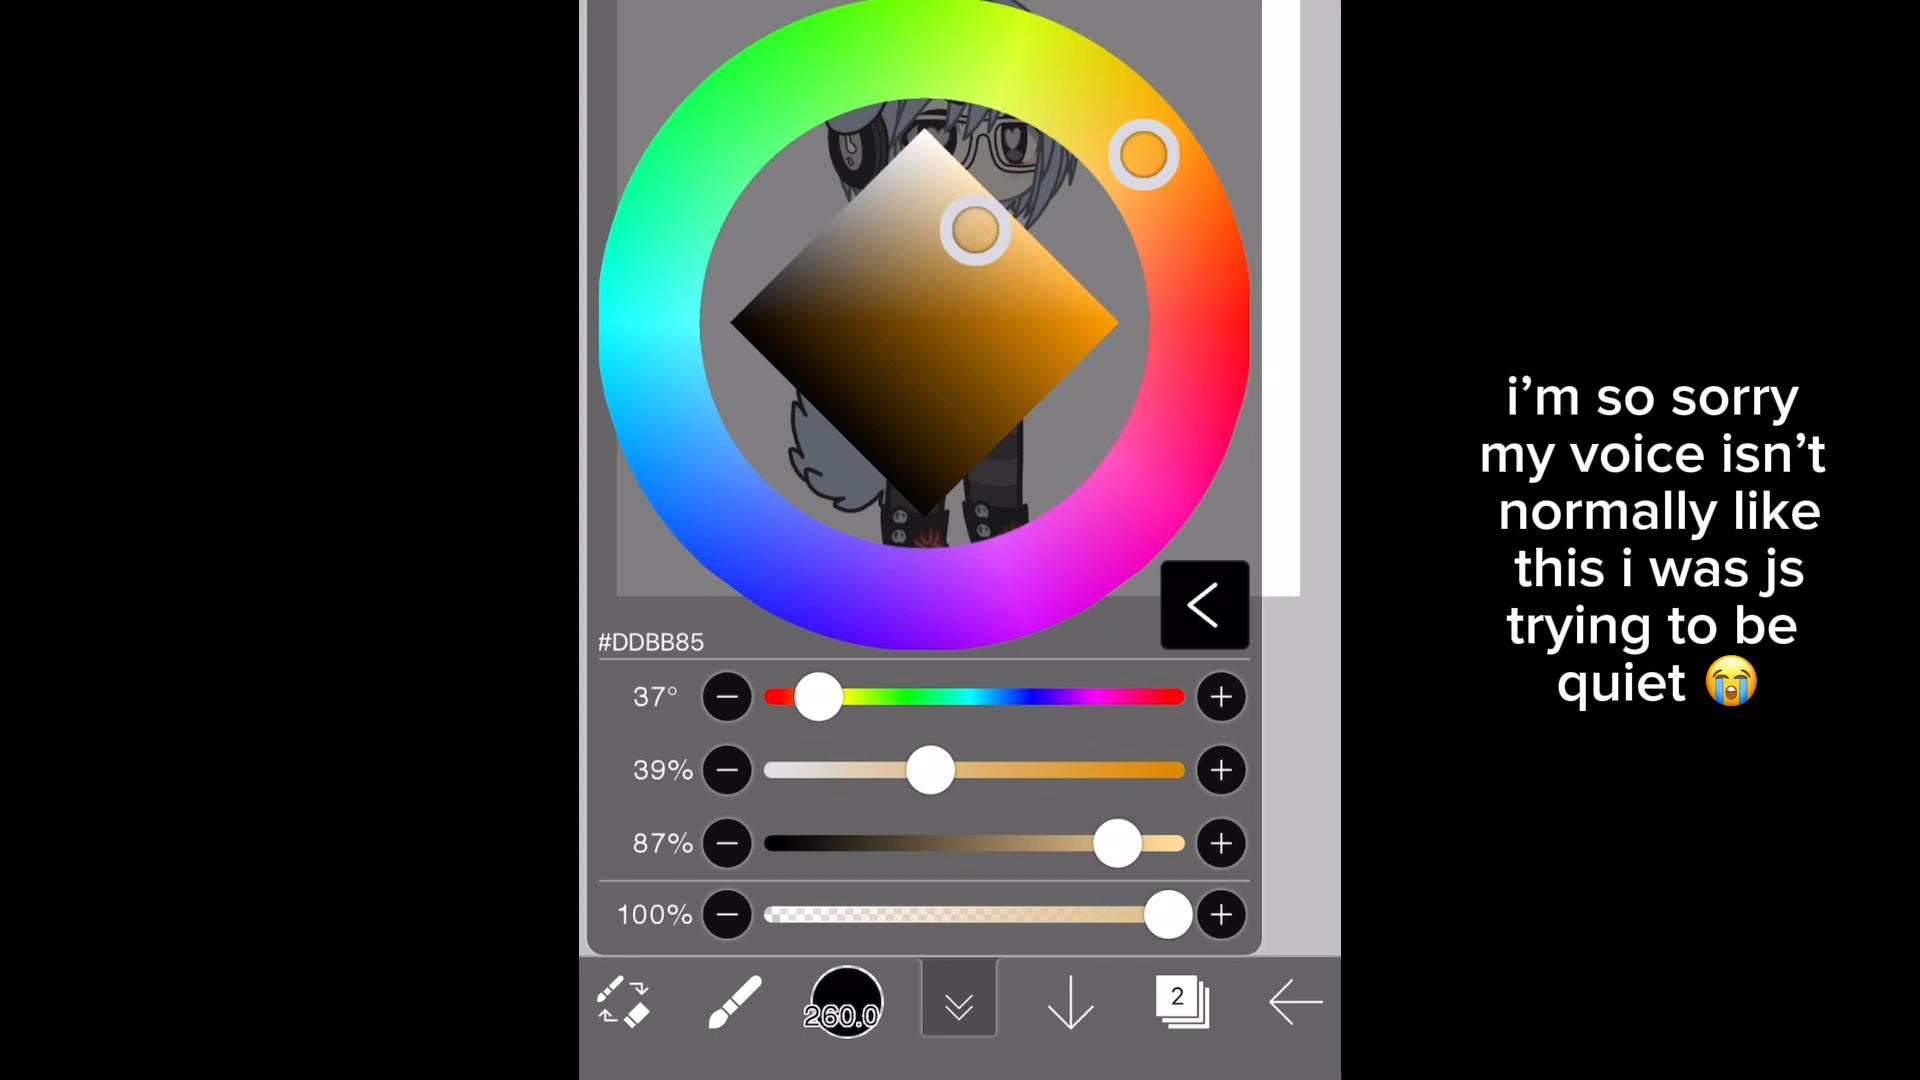 #DDBB85
37°
39%
87%
100%
260.0
2
i’m so sorry
my voice isn’t
normally like
this i was js
trying to be
quiet 😭